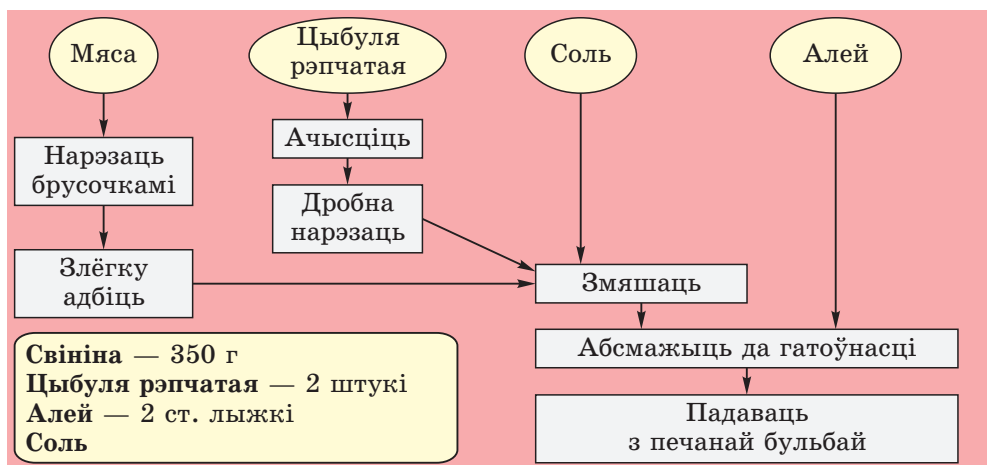 Мяса
Цыбуля
рэпчатая
Соль
Алей
Ачысціць
Нарэзаць
брусочкамі
Дробна
нарэзаць
Злёгку
адбіць
Змяшаць
Абсмажыць да гатоўнасці
Падаваць
з печанай бульбай
Свініна — 350 г
Цыбуля рэпчатая — 2 штукі
Алей — 2 ст. лыжкі
Соль